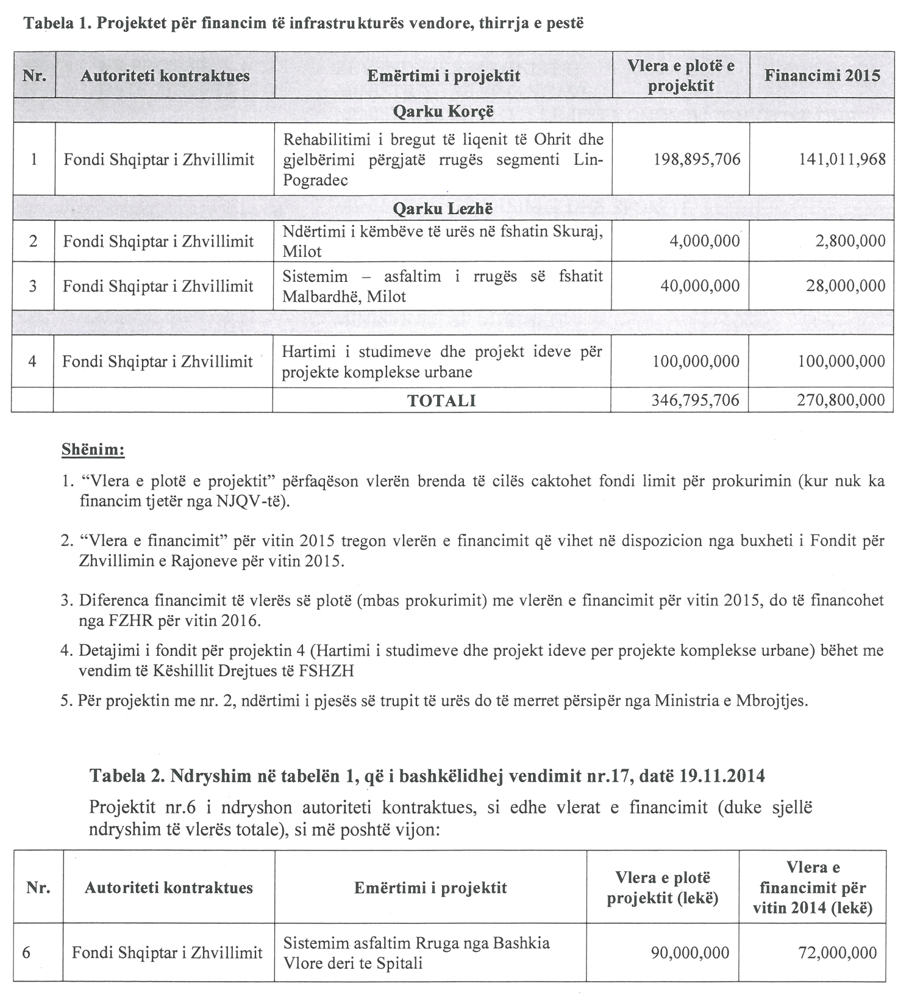 Tabela 1. Projektet për financim të infrastrukturës vendore, thirrja e pestë
Nr. Autoriteti kontraktues Emërtimi i projektit Vlera e plotë e projektit Financimi 2015
Qarku Korçë
1 Fondi Shqiptar i Zhvillimit Rehabilitimi i bregut të liqenit të Ohrit dhe
gjelbërimi përgjatë rrugës segmenti Lin-
Pogradec 198,895,706 141,011,968
Qarku Lezhë
2 Fondi Shqiptar i Zhvillimit Ndërtimi i këmbëve të urës në fshatin Skuraj,
Milot 4,000,000 2,800,000
3 Fondi Shqiptar i Zhvillimit Sistemim – asfaltim i rrugës së fshatit
Malbardhë, Milot 40,000,000 28,000,000
4 Fondi Shqiptar i Zhvillimit Hartimi i studimeve dhe projekt ideve për
projekte komplekse urbane 100,000,000 100,000,000
TOTALI 346,795,706 270,800,000
Shënim:
1. “Vlera e plotë e projektit” përfaqëson vlerën brenda të cilës caktohet fondi limit për prokurimin (kur nuk ka
financim tjetër nga NJQV-të).
2. “Vlera e financimit” për vitin 2015 tregon vlerën e financimit që vihet në dispozicion nga buxheti i Fondit për
Zhvillimin e Rajoneve për vitin 2015.
3. Diferenca financimit të vlerës së plotë (mbas prokurimit) me vlerën e financimit për vitin 2015, do të financohet
nga FZHR për vitin 2016.
4. Detajimi i fondit për projektin 4 (Hartimi i studimeve dhe projekt ideve per projekte komplekse urbane) bëhet me
vendim të Këshillit Drejtues të FSHZH
5. Për projektin me nr. 2, ndërtimi i pjesës së trupit të urës do të merret përsipër nga Ministria e Mbrojtjes.
Tabela 2. Ndryshim në tabelën 1, që i bashkëlidhej vendimit nr.17, datë 19.11.2014
Projektit nr.6 i ndryshon autoriteti kontraktues, si edhe vlerat e financimit (duke sjellë
ndryshim të vlerës totale), si më poshtë vijon:
Nr. Autoriteti kontraktues Emërtimi i projektit Vlera e plotë
projektit (lekë) Vlera e
financimit për
vitin 2014 (lekë)
6 Fondi Shqiptar i Zhvillimit Sistemim asfaltim Rruga nga Bashkia
Vlore deri te Spitali 90,000,000 72,000,000